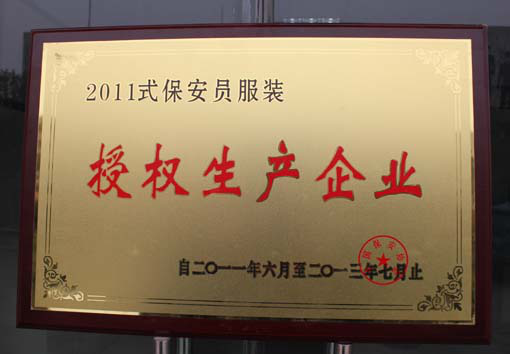 2011式保安员服装
授权生产企业
自二〇一一年六月至二〇一三年七月止